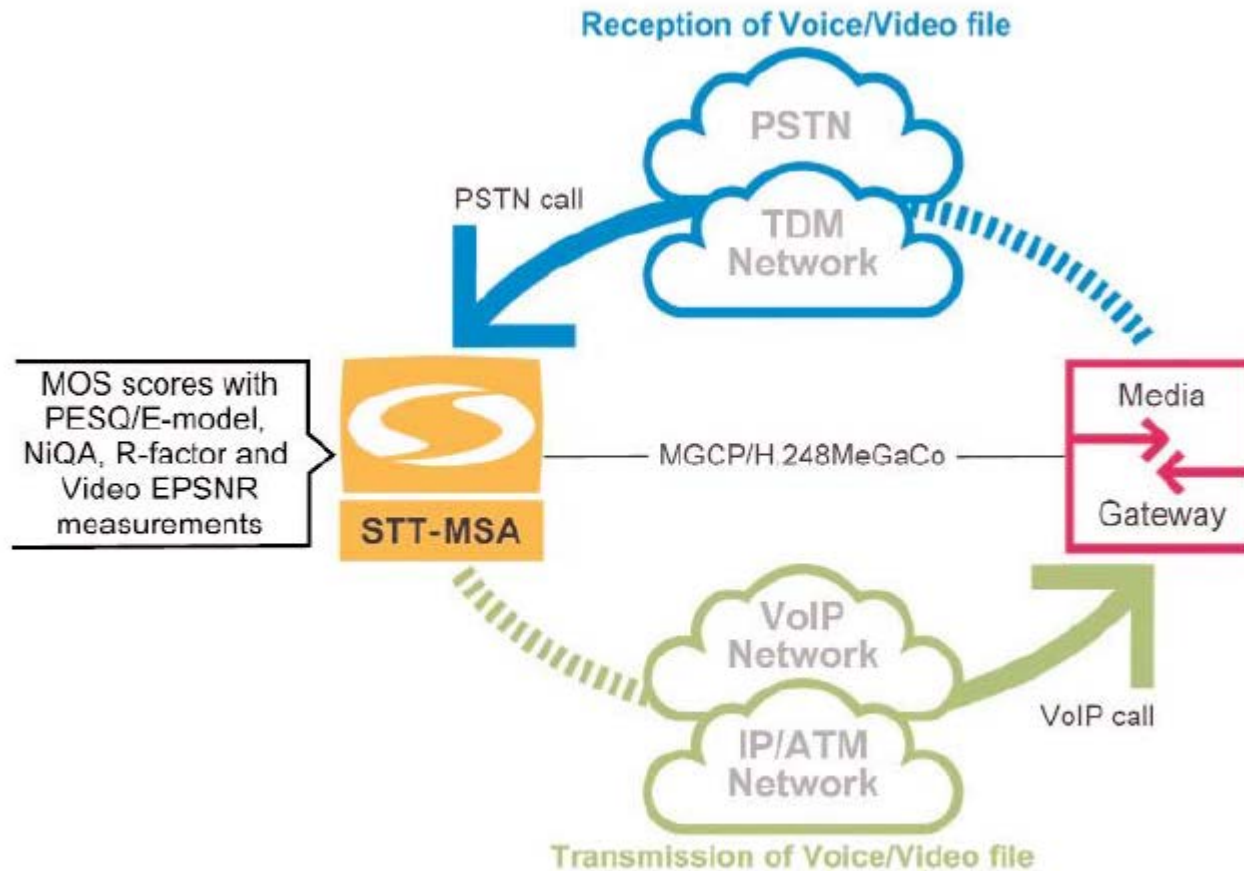 Reception of Voice/Video file
PSTN
PSTN call
TDM
Network
MOS scores with
PESQ/E-model,
NiQA, R-factor and
Video EPSNR
measurements
STT-MSA
MGCP/H.248MeGaCo
Media
Gateway
VoIP
Network
VoIP call
IP/ATM
Network
Transmission of Voice/Video file